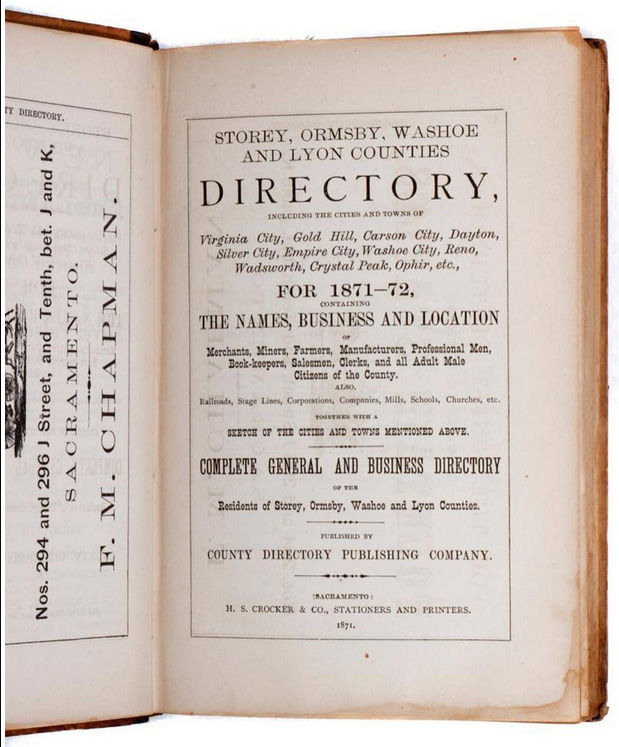 TY DIRECTORY.
Nos. 294 and 296 J Street, and Tenth, bet. J and K,
SACRAMENTO.
F. M. CHAPMAN.
STOREY, ORMSBY, WASHOE
AND LYON COUNTIES
DIRECTORY,
INCLUDING THE CITIES AND TOWNS OF
Virginia City, Gold Hill, Carson City, Dayton,
Silver City, Empire City, Washoe City, Reno,
Wadsworth, Crystal Peak, Ophir, etc.,
FOR 1871–72,
CONTAINING
THE NAMES, BUSINESS AND LOCATION
OF
Merchants, Miners, Farmers, Manufacturers, Professional Men,
Book-keepers, Salesmen, Clerks, and all Adult Male
Citizens of the County.
ALSO,
Railroads, Stage Lines, Corporations, Companies, Mills, Schools, Churches, etc.
TOGETHER WITH A
SKETCH OF THE CITIES AND TOWNS MENTIONED ABOVE.
COMPLETE GENERAL AND BUSINESS DIRECTORY
OF THE
Residents of Storey, Ormsby, Washoe and Lyon Counties.
PUBLISHED BY
COUNTY DIRECTORY PUBLISHING COMPANY.
SACRAMENTO:
H. S. CROCKER & CO., STATIONERS AND PRINTERS.
1871.